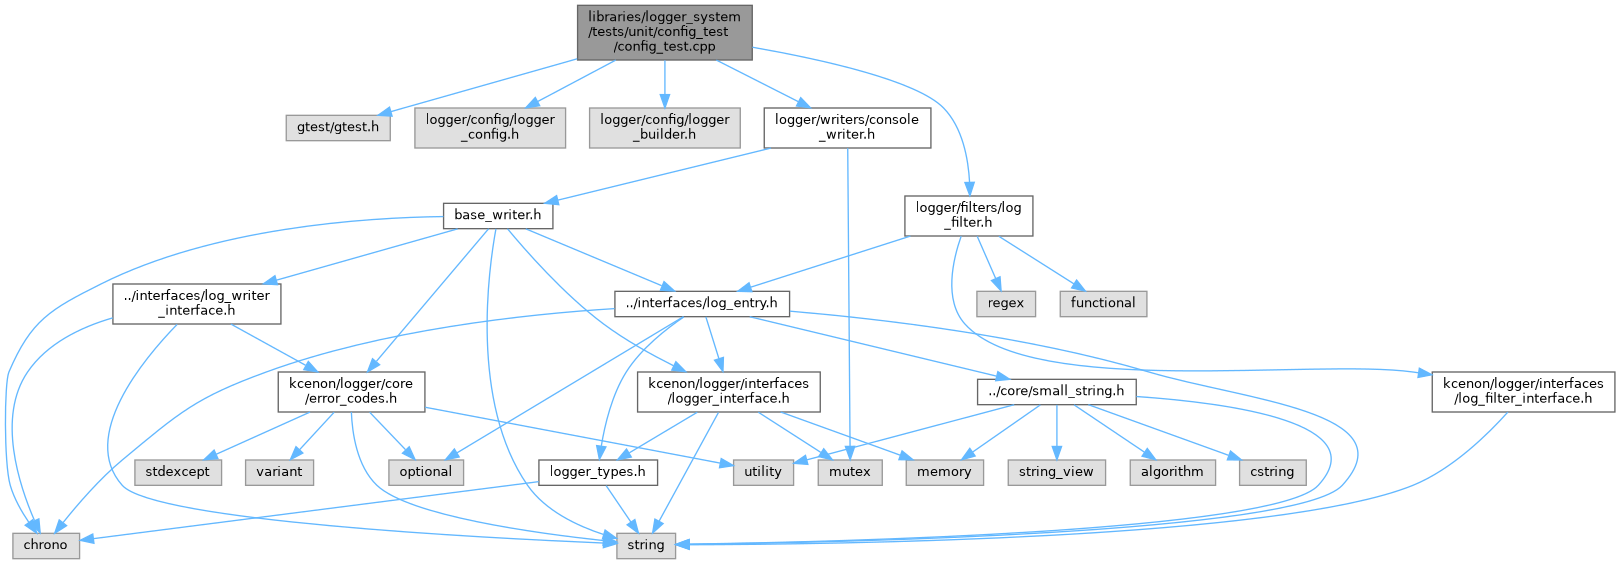 libraries/logger_system
/tests/unit/config_test
/config_test.cpp
gtest/gtest.h
logger/config/logger
_config.h
logger/config/logger
_builder.h
logger/writers/console
_writer.h
base_writer.h
logger/filters/log
_filter.h
../interfaces/log_writer
_interface.h
../interfaces/log_entry.h
regex
functional
kcenon/logger/core
/error_codes.h
kcenon/logger/interfaces
/logger_interface.h
../core/small_string.h
kcenon/logger/interfaces
/log_filter_interface.h
stdexcept
variant
optional
logger_types.h
utility
mutex
memory
string_view
algorithm
cstring
chrono
string